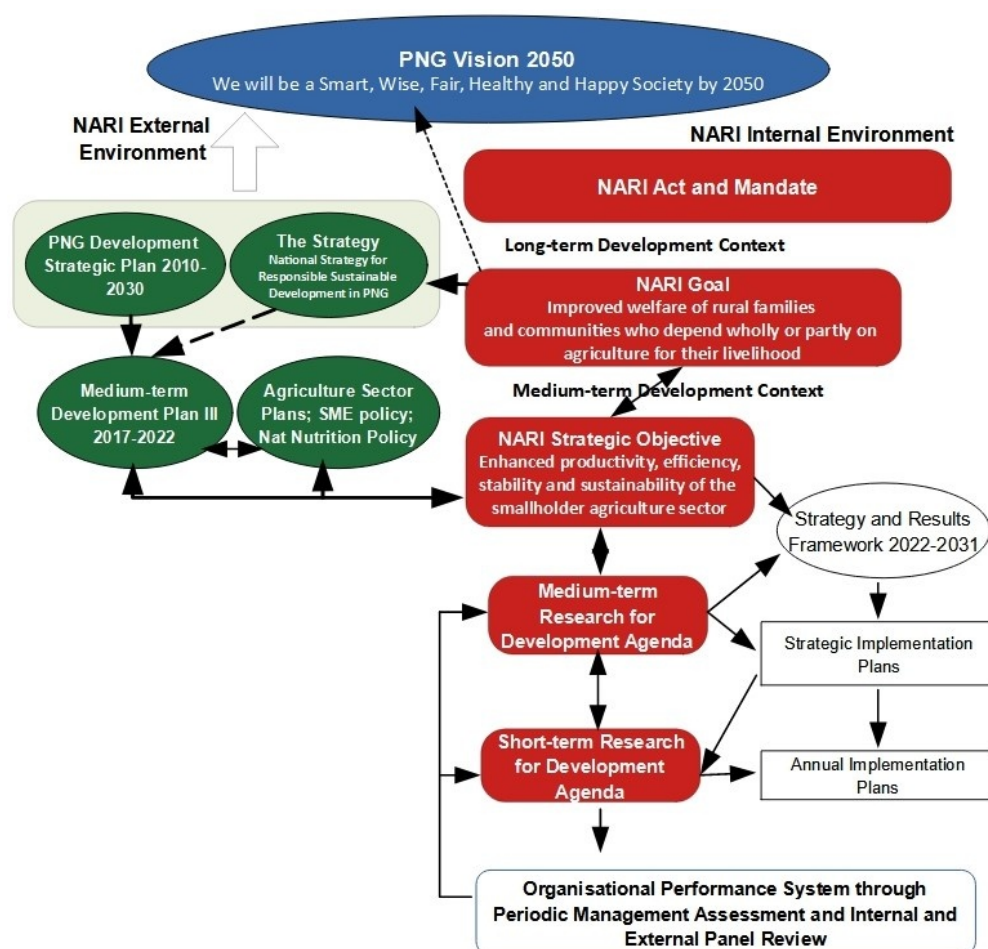 PNG Vision 2050
We will be a Smart, Wise, Fair, Healthy and Happy Society by 2050
NARI External
Environment
NARI Internal Environment
NARI Act and Mandate
PNG Development
Strategic Plan 2010-
2030
The Strategy
National Strategy for
Responsible Sustainable
Development in PNG
Long-term Development Context
NARI Goal
Improved welfare of rural families
and communities who depend wholly or partly on
agriculture for their livelihood
Medium-term Development Context
Medium-term
Development Plan III
2017-2022
Agriculture Sector
Plans; SME policy;
Nat Nutrition Policy
NARI Strategic Objective
Enhanced productivity, efficiency,
stability and sustainability of the
smallholder agriculture sector
Strategy and Results
Framework 2022-2031
Medium-term
Research for
Development Agenda
Strategic Implementation
Plans
Short-term Research
for Development
Agenda
Annual Implementation
Plans
Organisational Performance System through
Periodic Management Assessment and Internal and
External Panel Review